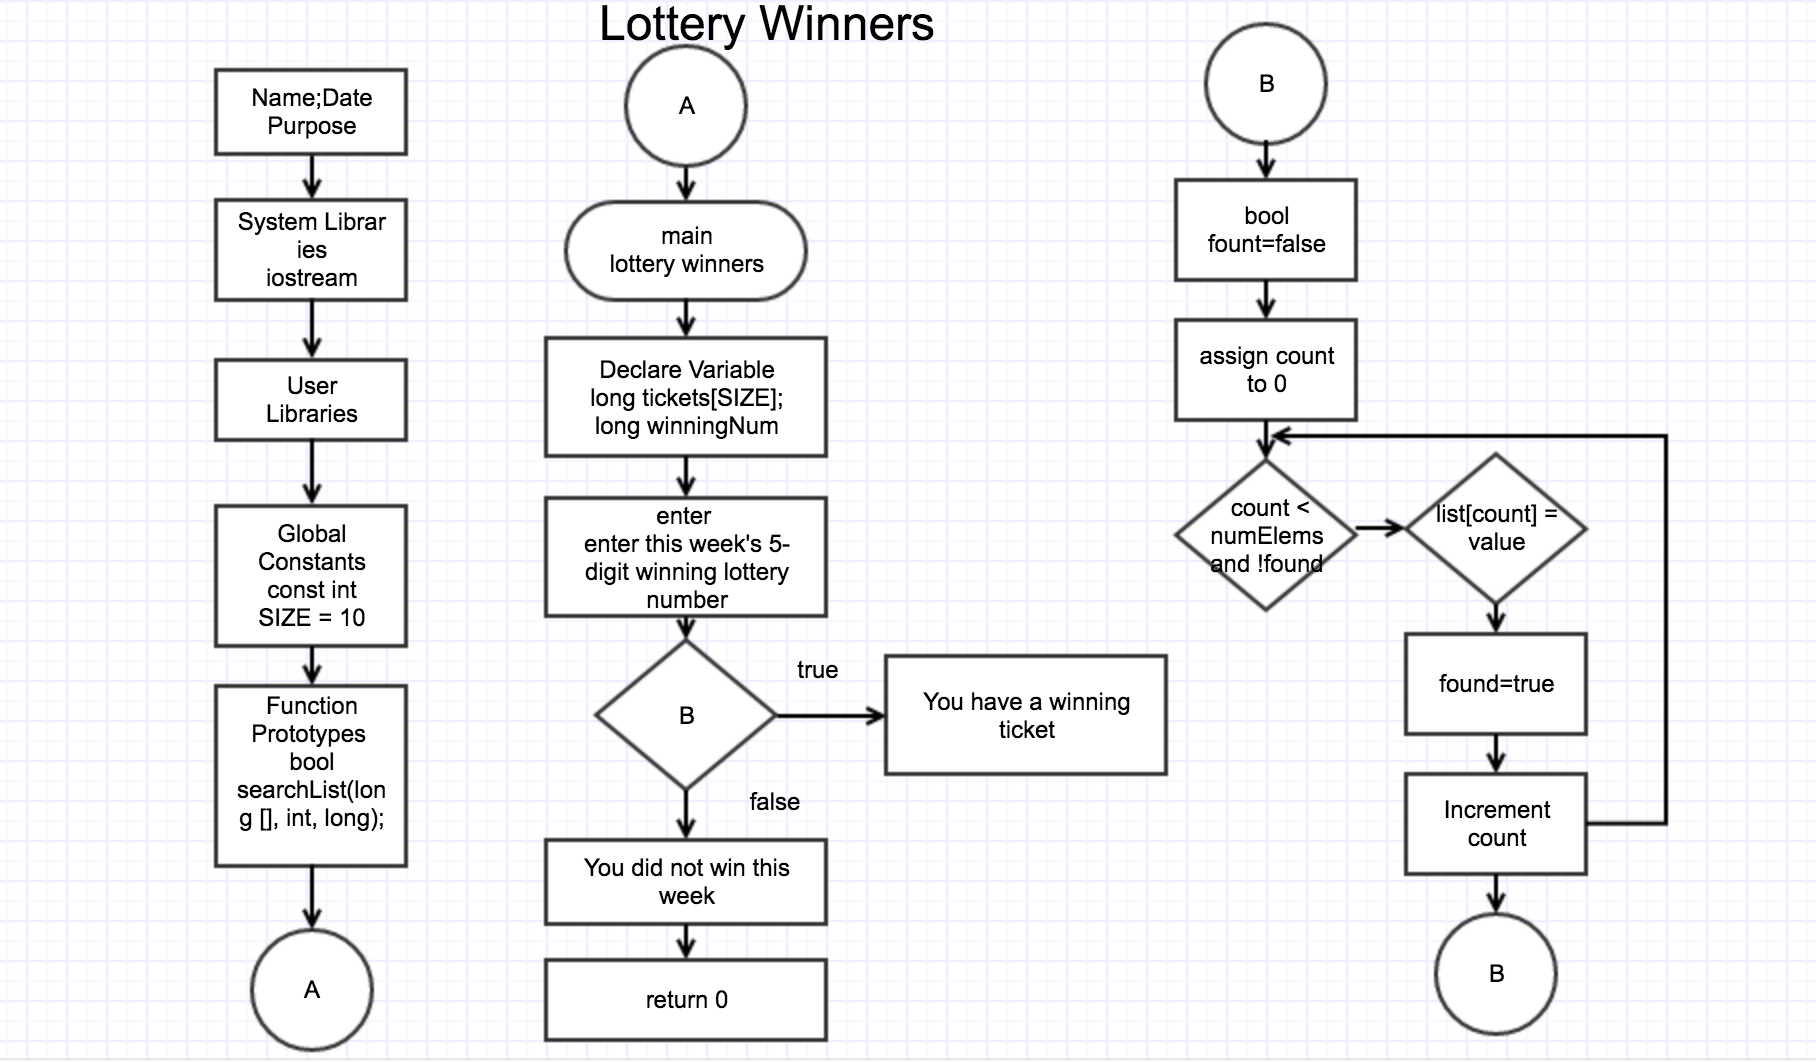 Lottery Winners
Name;Date
Purpose
System Librar
ies
iostream
User
Libraries
Global
Constants
const int
SIZE = 10
Function
Prototypes
bool
searchList(lon
g [], int, long);
A
A
main
lottery winners
Declare Variable
long tickets[SIZE];
long winningNum
enter
enter this week's 5-
digit winning lottery
number
B
true
You have a winning
ticket
false
You did not win this
week
return 0
B
bool
fount=false
assign count
to 0
count <
numElems
and !found
list[count] =
value
found=true
Increment
count
B